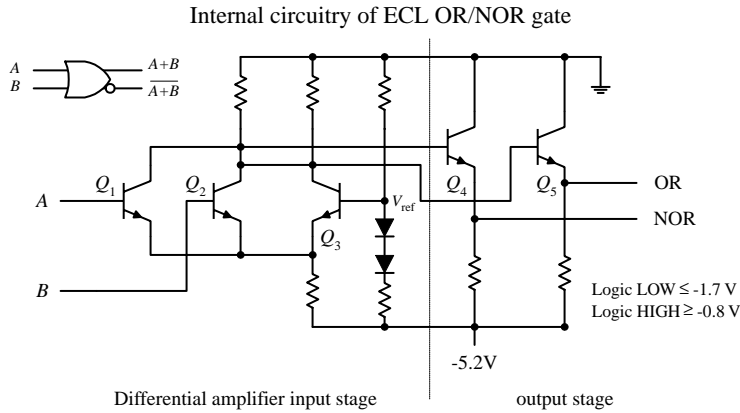 Internal circuitry of ECL OR/NOR gate
A
B
A+B
A+B
Q1
Q2
Q3
Q4
Q5
A
B
Vref
OR
NOR
Logic LOW ≤ -1.7 V
Logic HIGH ≥ -0.8 V
-5.2V
Differential amplifier input stage
output stage